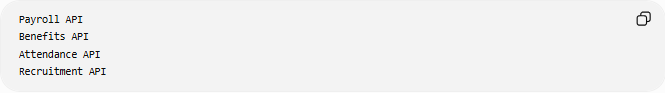 Payroll API
Benefits API
Attendance API
Recruitment API